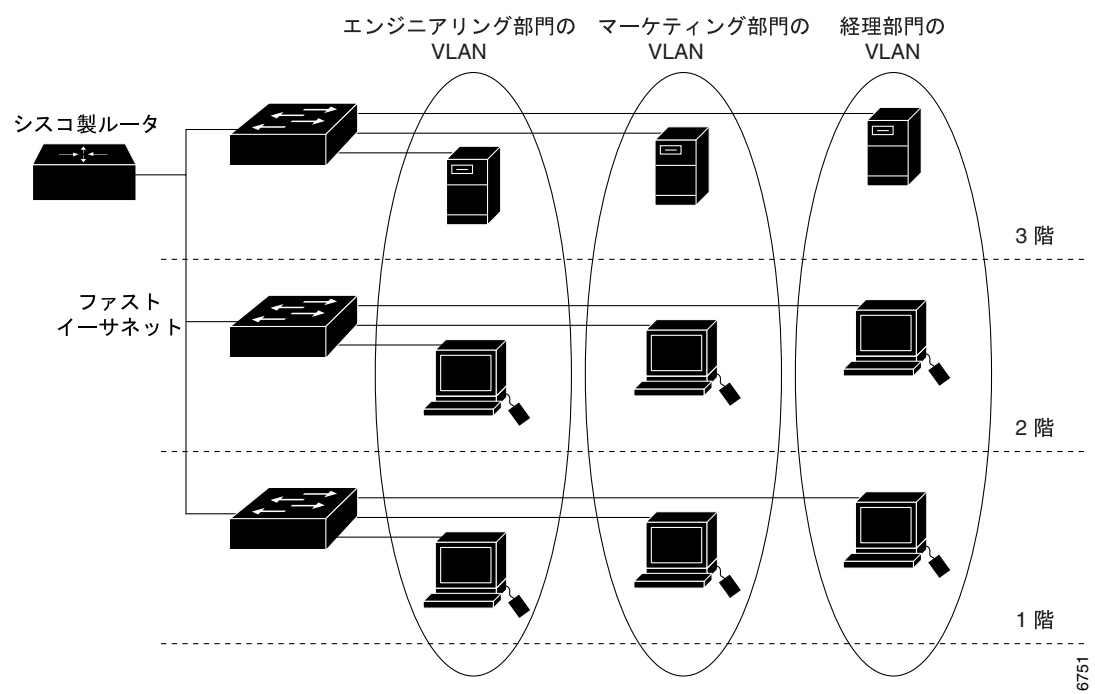 エンジニアリング部門の
VLAN
マーケティング部門の
VLAN
経理部門の
VLAN
シスコ製ルータ
3 階
ファスト
イーサネット
2 階
1 階
6751